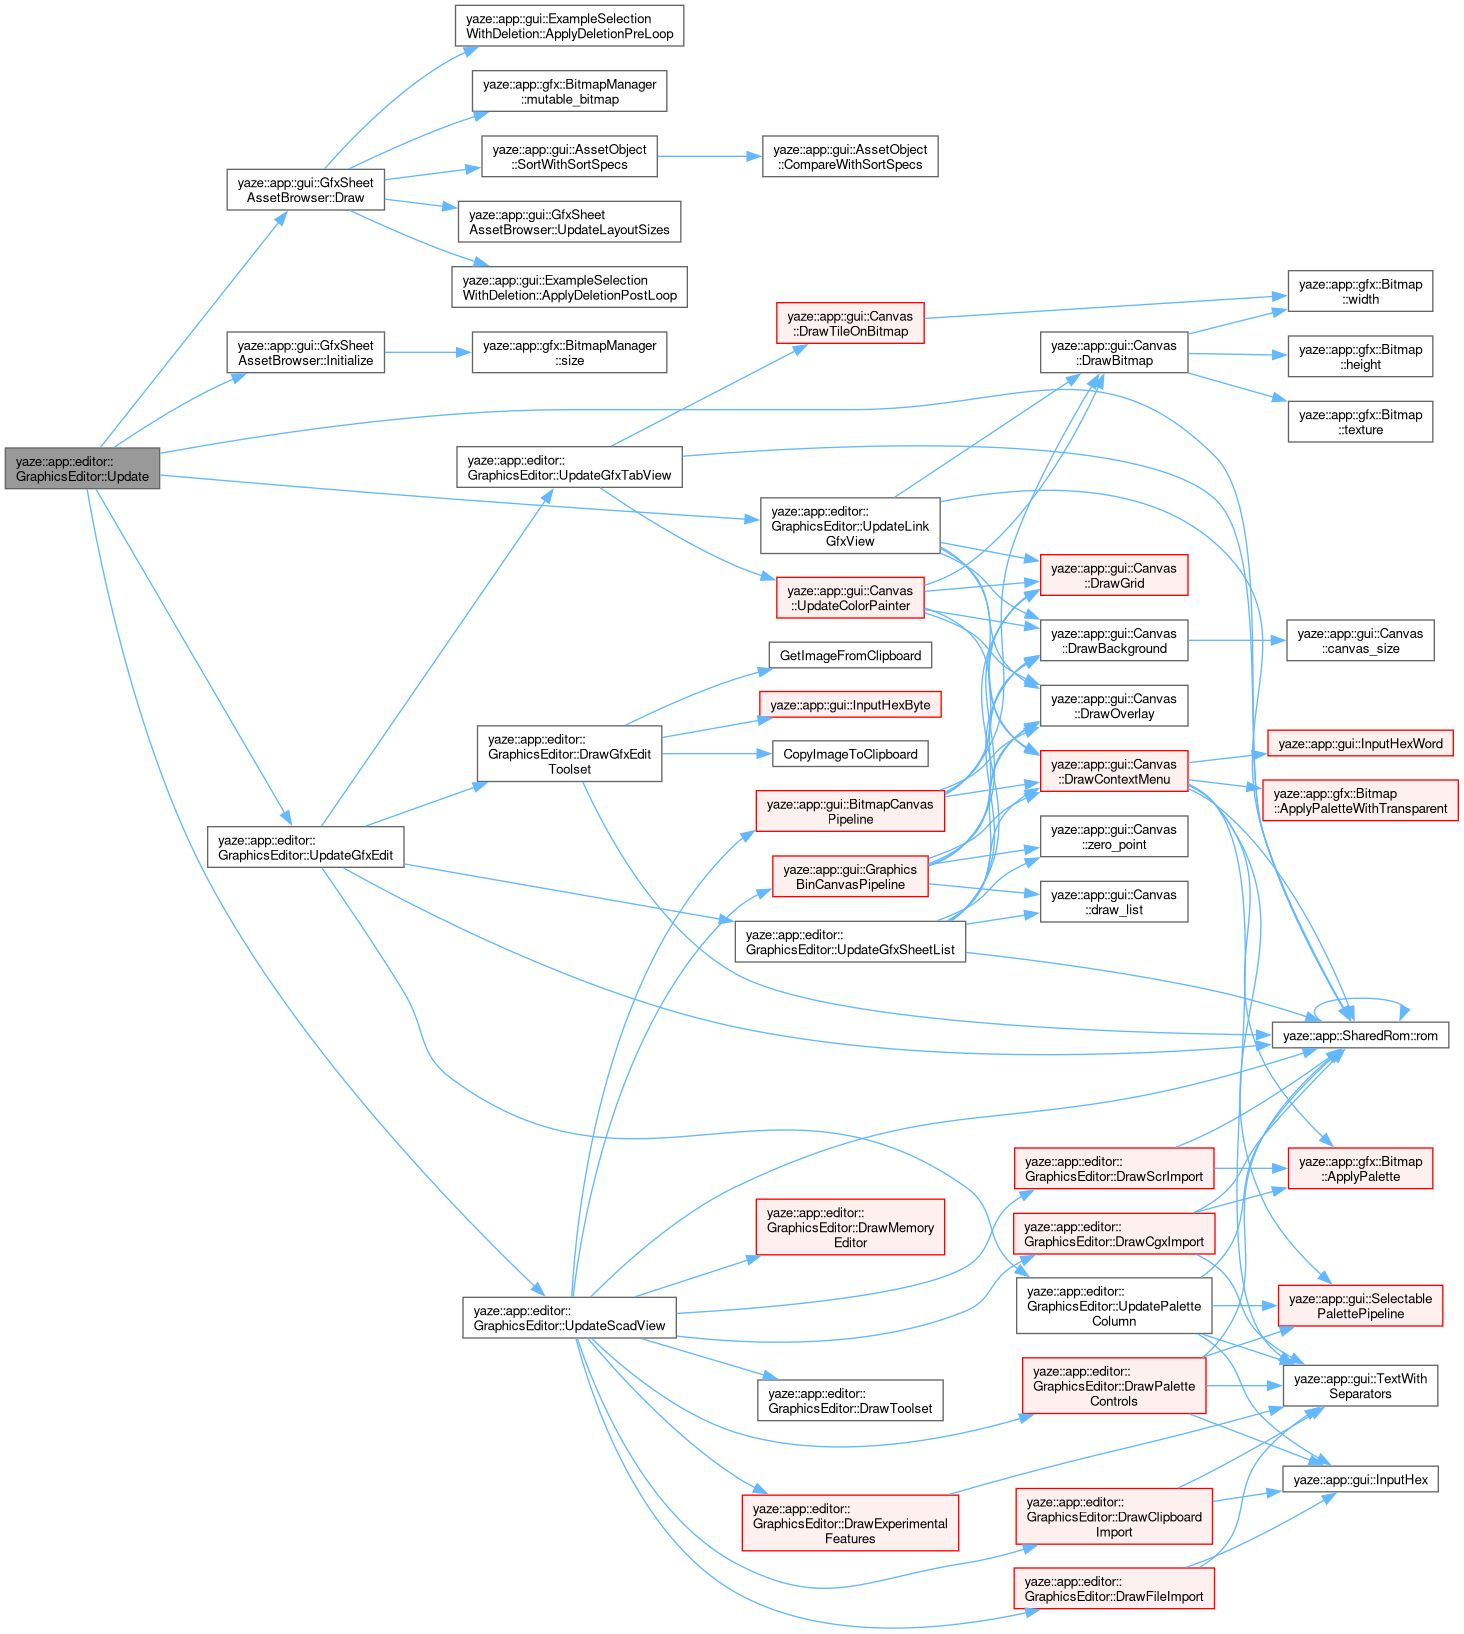 yaze::app::gui::ExampleSelection
WithDeletion::ApplyDeletionPreLoop
yaze::app::gfx::BitmapManager
::mutable_bitmap
yaze::app::gui::AssetObject
::SortWithSortSpecs
yaze::app::gui::AssetObject
::CompareWithSortSpecs
yaze::app::gui::GfxSheet
AssetBrowser::Draw
yaze::app::gui::GfxSheet
AssetBrowser::UpdateLayoutSizes
yaze::app::gui::ExampleSelection
WithDeletion::ApplyDeletionPostLoop
yaze::app::gfx::Bitmap
::width
yaze::app::gui::Canvas
::DrawTileOnBitmap
yaze::app::gui::GfxSheet
AssetBrowser::Initialize
yaze::app::gfx::BitmapManager
::size
yaze::app::gui::Canvas
::DrawBitmap
yaze::app::gfx::Bitmap
::height
yaze::app::gfx::Bitmap
::texture
yaze::app::editor::
GraphicsEditor::Update
yaze::app::editor::
GraphicsEditor::UpdateGfxTabView
yaze::app::editor::
GraphicsEditor::UpdateLink
GfxView
yaze::app::gui::Canvas
::DrawGrid
yaze::app::gui::Canvas
::UpdateColorPainter
yaze::app::gui::Canvas
::DrawBackground
yaze::app::gui::Canvas
::canvas_size
GetImageFromClipboard
yaze::app::gui::InputHexByte
yaze::app::gui::Canvas
::DrawOverlay
yaze::app::editor::
GraphicsEditor::DrawGfxEdit
Toolset
CopyImageToClipboard
yaze::app::gui::Canvas
::DrawContextMenu
yaze::app::gui::InputHexWord
yaze::app::gfx::Bitmap
::ApplyPaletteWithTransparent
yaze::app::gui::BitmapCanvas
Pipeline
yaze::app::editor::
GraphicsEditor::UpdateGfxEdit
yaze::app::gui::Canvas
::zero_point
yaze::app::gui::Graphics
BinCanvasPipeline
yaze::app::gui::Canvas
::draw_list
yaze::app::editor::
GraphicsEditor::UpdateGfxSheetList
yaze::app::SharedRom::rom
yaze::app::editor::
GraphicsEditor::DrawScrImport
yaze::app::gfx::Bitmap
::ApplyPalette
yaze::app::editor::
GraphicsEditor::DrawMemory
Editor
yaze::app::editor::
GraphicsEditor::DrawCgxImport
yaze::app::editor::
GraphicsEditor::UpdateScadView
yaze::app::editor::
GraphicsEditor::UpdatePalette
Column
yaze::app::gui::Selectable
PalettePipeline
yaze::app::editor::
GraphicsEditor::DrawToolset
yaze::app::editor::
GraphicsEditor::DrawPalette
Controls
yaze::app::gui::TextWith
Separators
yaze::app::gui::InputHex
yaze::app::editor::
GraphicsEditor::DrawExperimental
Features
yaze::app::editor::
GraphicsEditor::DrawClipboard
Import
yaze::app::editor::
GraphicsEditor::DrawFileImport